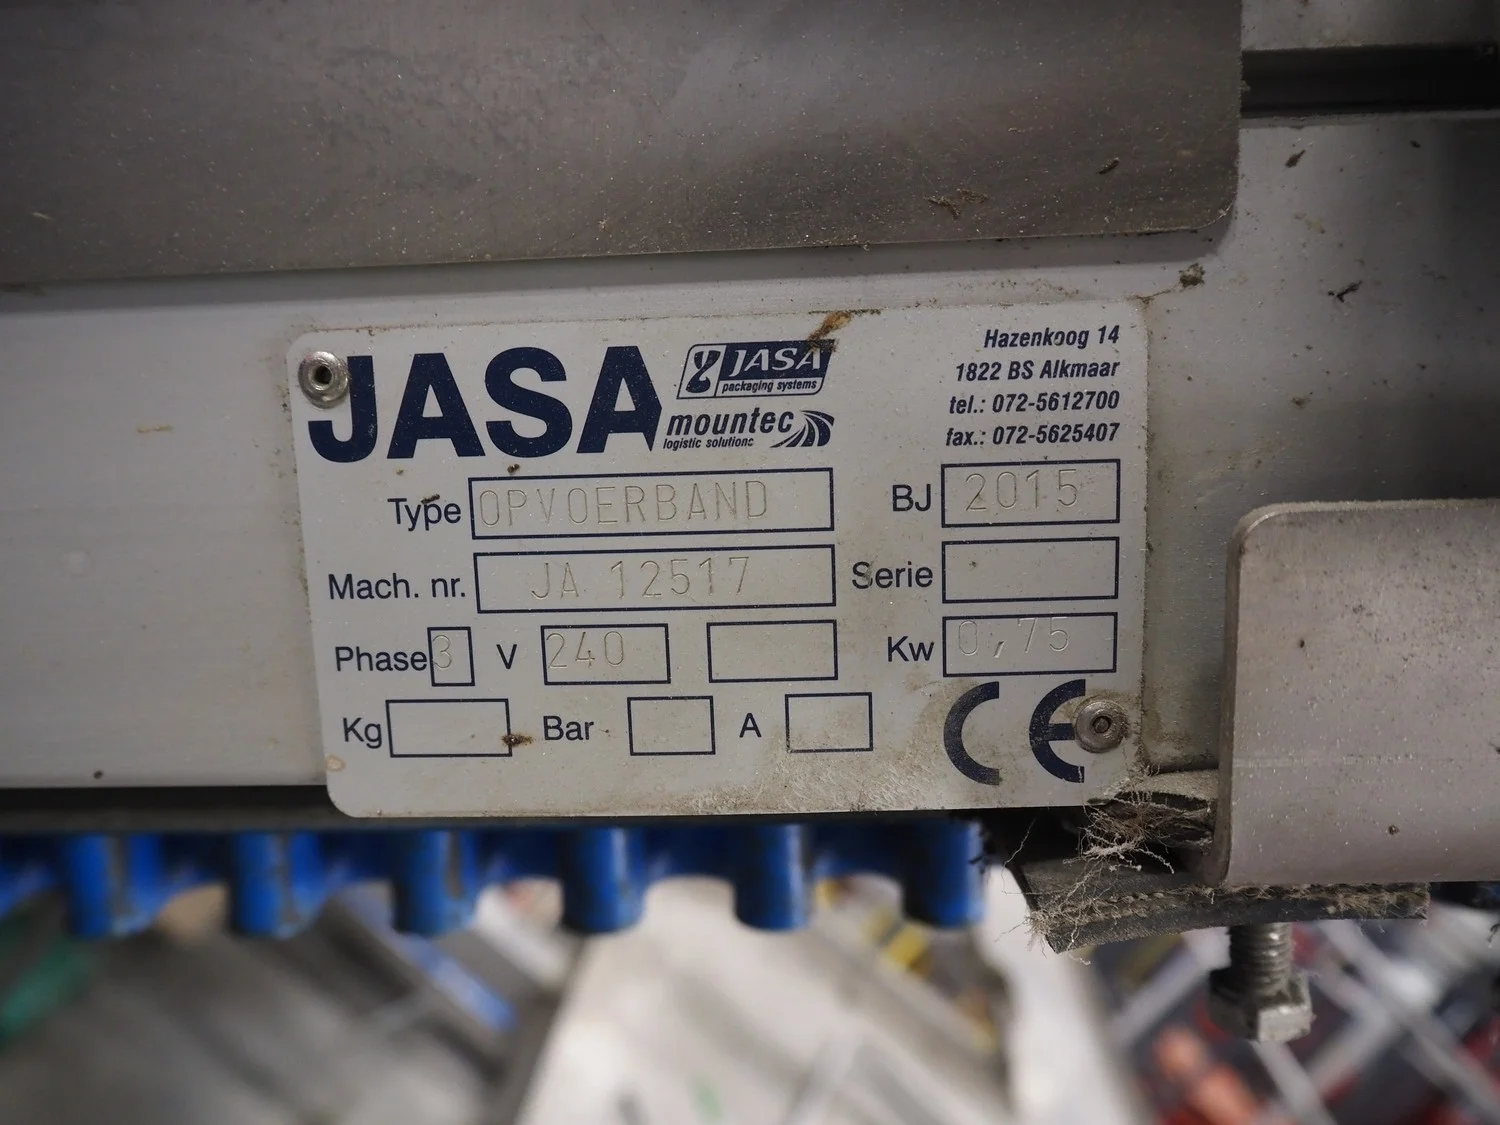 JASA
JASA
packaging systems
mountec
logistic solutions
Hazenkoog 14
1822 BS Alkmaar
tel.: 072-5612700
fax.: 072-5625407
Type OPVOERBAND BJ 2015
Mach. nr. JA 12517 Serie
Phase 3 V 240 Kw 0,75
Kg Bar A CE